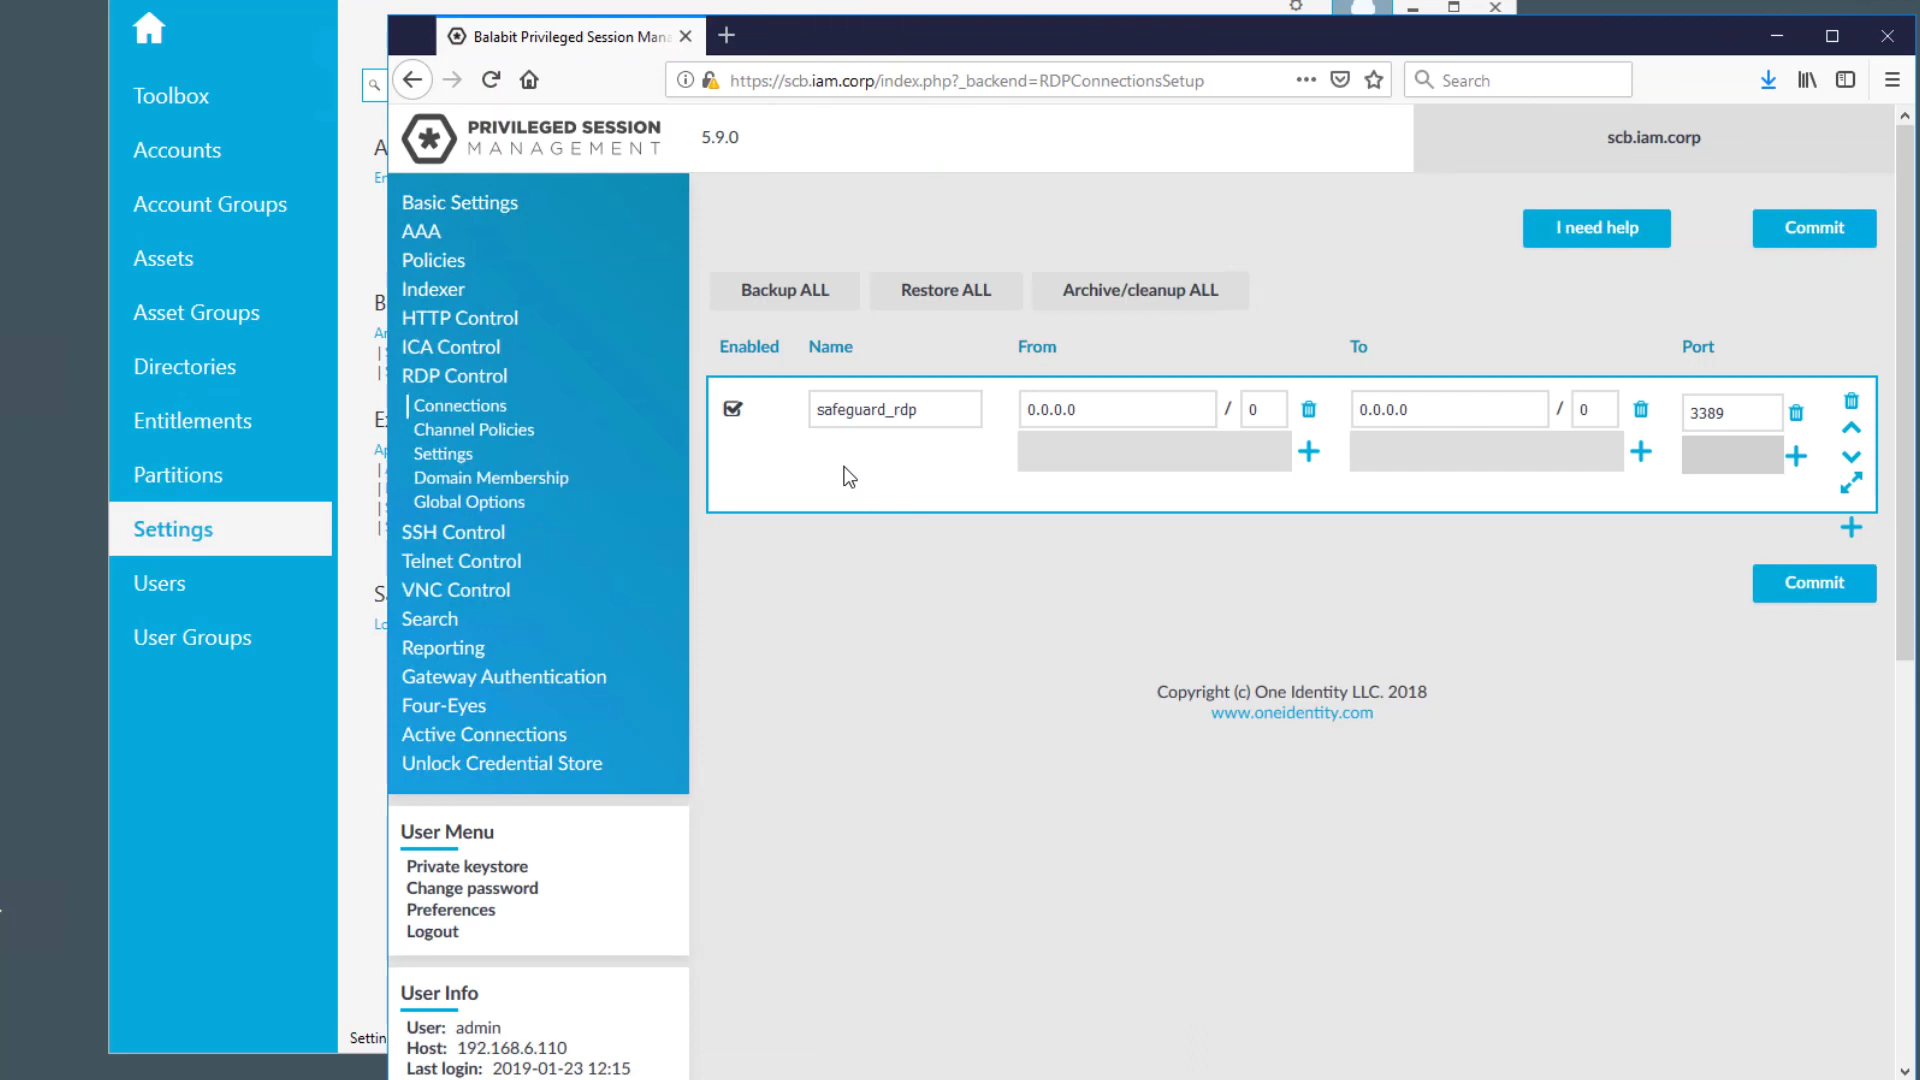 Toolbox
Accounts
Account Groups
Assets
Asset Groups
Directories
Entitlements
Partitions
Settings
Users
User Groups
A
En
B
E
Ap
S
Lo
Settin
Balabit Privileged Session Mana
https://scb.iam.corp/index.php?_backend=RDPConnectionsSetup
Search
PRIVILEGED SESSION
MANAGEMENT
5.9.0
scb.iam.corp
Basic Settings
AAA
Policies
Indexer
HTTP Control
ICA Control
RDP Control
Connections
Channel Policies
Settings
Domain Membership
Global Options
SSH Control
Telnet Control
VNC Control
Search
Reporting
Gateway Authentication
Four-Eyes
Active Connections
Unlock Credential Store
User Menu
Private keystore
Change password
Preferences
Logout
User Info
User: admin
Host: 192.168.6.110
Last login: 2019-01-23 12:15
I need help
Commit
Backup ALL
Restore ALL
Archive/cleanup ALL
Enabled Name From To Port
safeguard_rdp 0.0.0.0 / 0 0.0.0.0 / 0 3389
Commit
Copyright (c) One Identity LLC. 2018
www.oneidentity.com